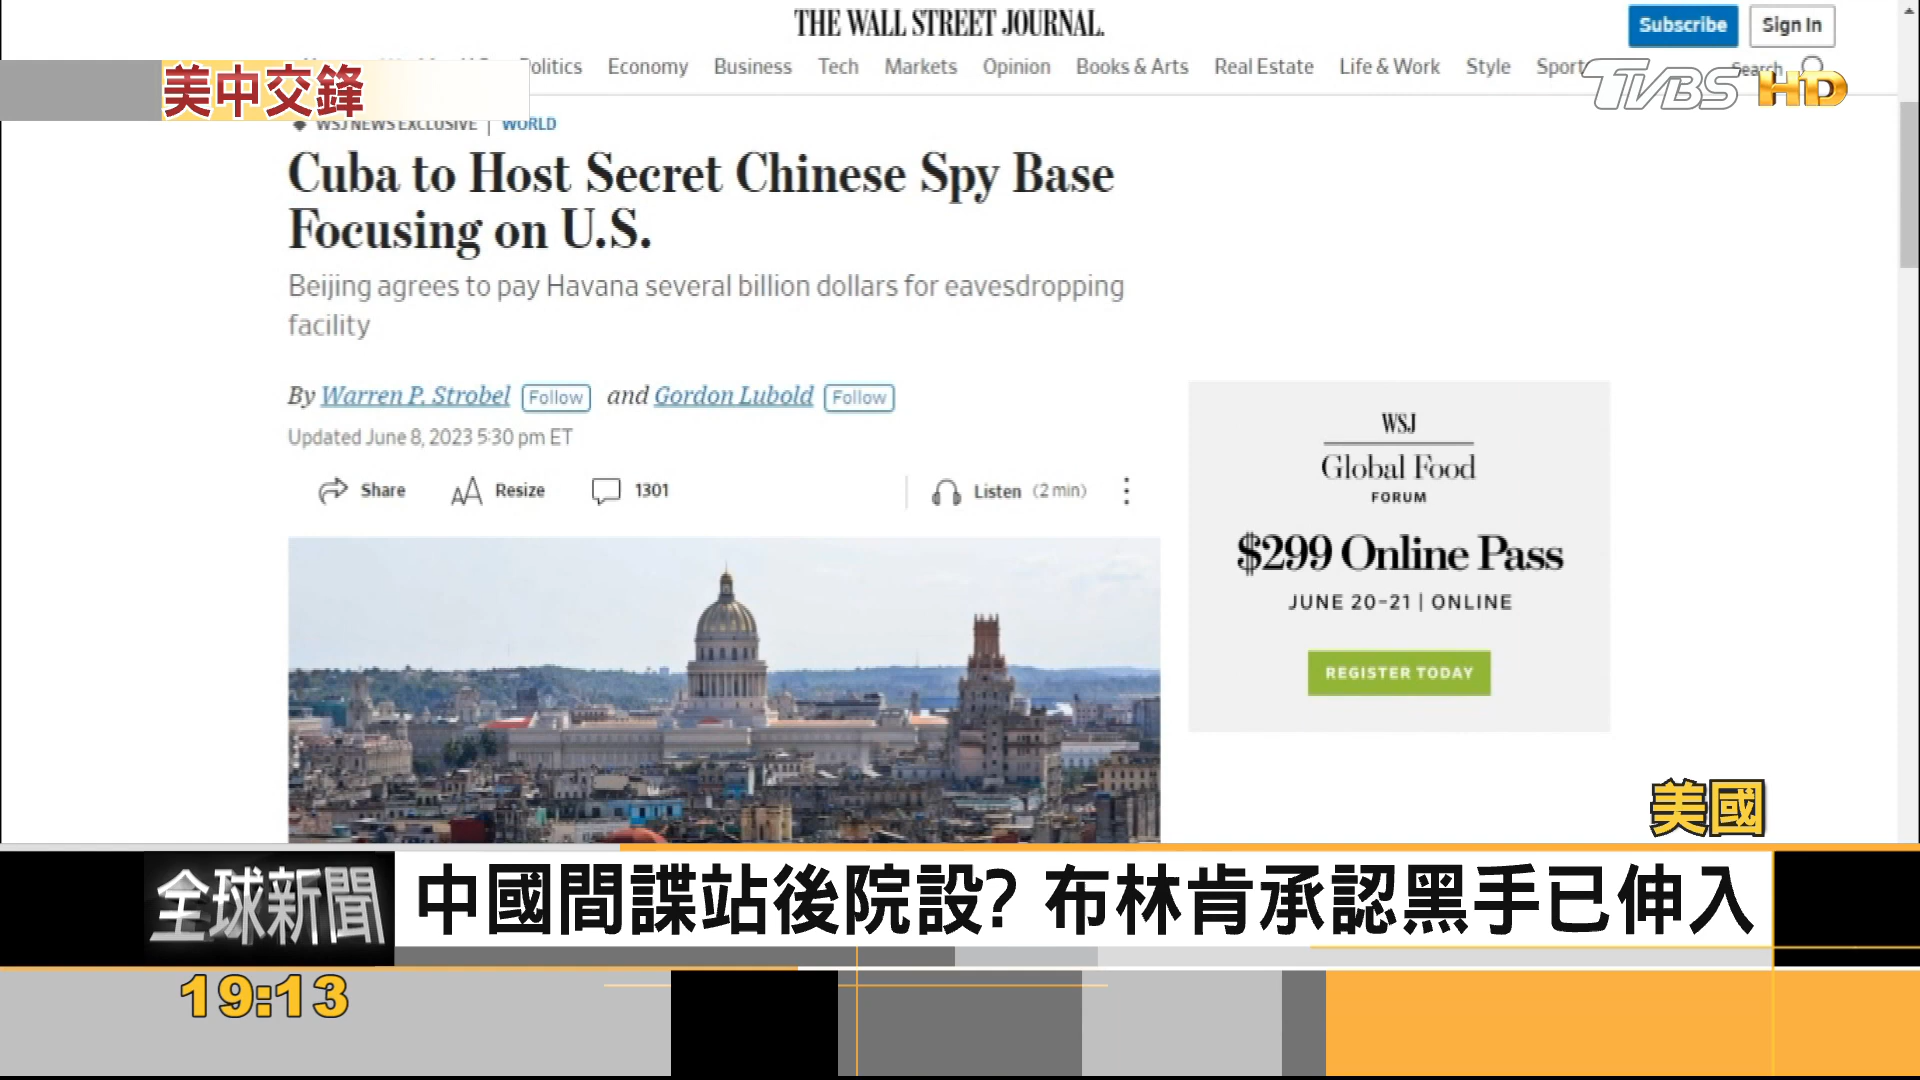 THE WALL STREET JOURNAL.
Subscribe
Sign In
Politics Economy Business Tech Markets Opinion Books & Arts Real Estate Life & Work Style Sport
Search
TVBS HD
美中交鋒
WSJ NEWS EXCLUSIVE | WORLD
Cuba to Host Secret Chinese Spy Base
Focusing on U.S.
Beijing agrees to pay Havana several billion dollars for eavesdropping
facility
By Warren P. Strobel Follow and Gordon Lubold Follow
Updated June 8, 2023 5:30 pm ET
Share Resize 1301 Listen (2 min)
WSJ
Global Food
FORUM
$299 Online Pass
JUNE 20-21 | ONLINE
REGISTER TODAY
美國
全球新聞
中國間諜站後院設? 布林肯承認黑手已伸入
19:13